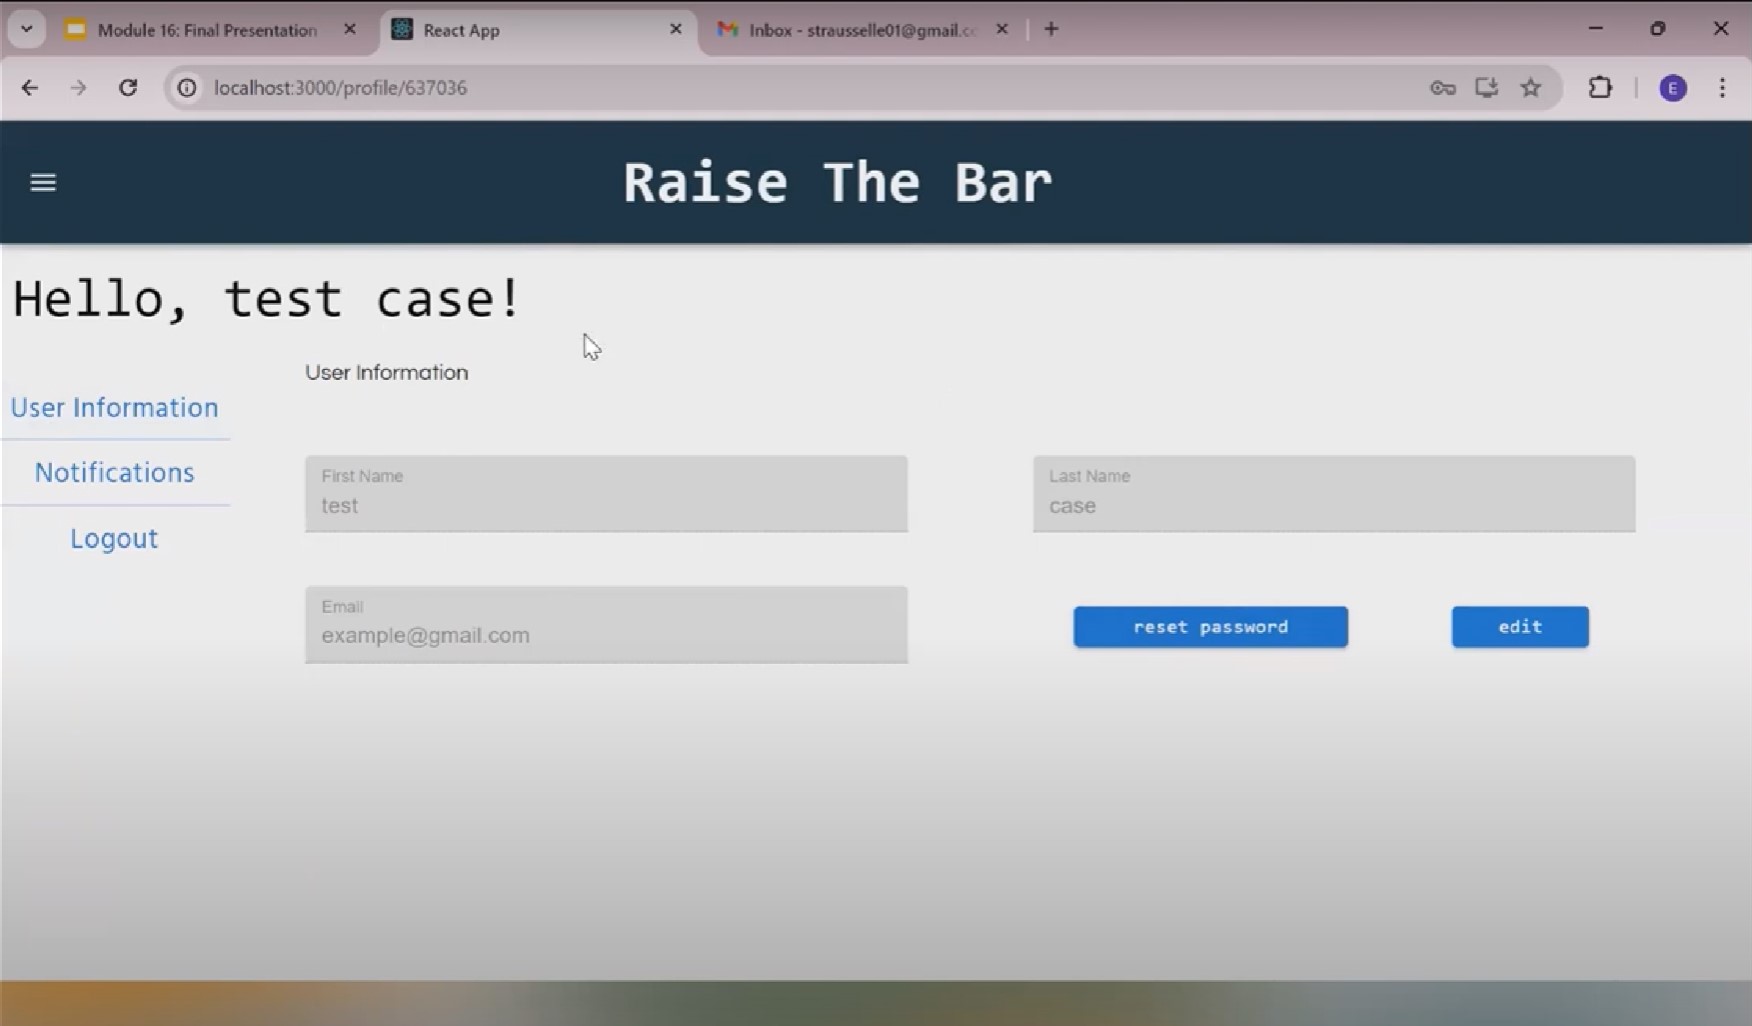 Module 16: Final Presentation
React App
Inbox - strausselle01@gmail.c
localhost:3000/profile/637036
E
Raise The Bar
Hello, test case!
User Information
User Information
Notifications
Logout
First Name
test
Last Name
case
Email
example@gmail.com
reset password
edit